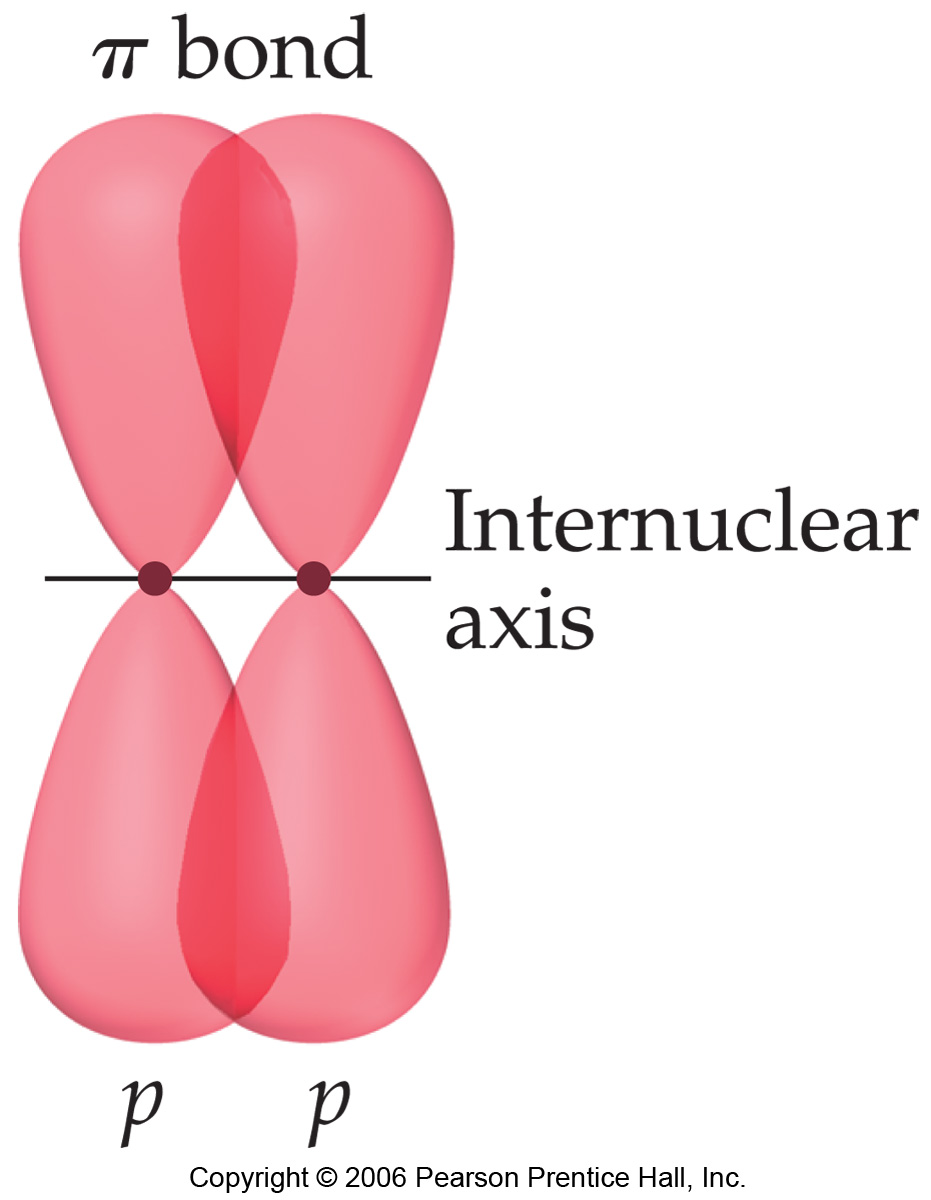 π bond
Internuclear
axis
p p
Copyright © 2006 Pearson Prentice Hall, Inc.